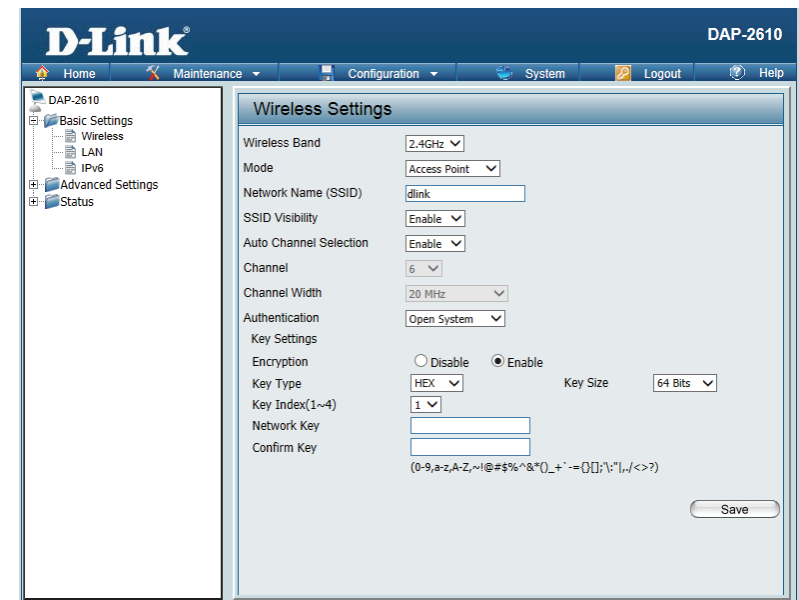 D-Link®
DAP-2610
Home Maintenance Configuration System Logout Help
DAP-2610
Basic Settings
Wireless
LAN
IPv6
Advanced Settings
Status
Wireless Settings
Wireless Band 2.4GHz
Mode Access Point
Network Name (SSID) dlink
SSID Visibility Enable
Auto Channel Selection Enable
Channel 6
Channel Width 20 MHz
Authentication Open System
Key Settings
Encryption Disable Enable
Key Type HEX Key Size 64 Bits
Key Index(1~4) 1
Network Key
Confirm Key
(0-9,a-z,A-Z,~!@#$%^&*()_+`-={}[];'\:"|,./<>?)
Save